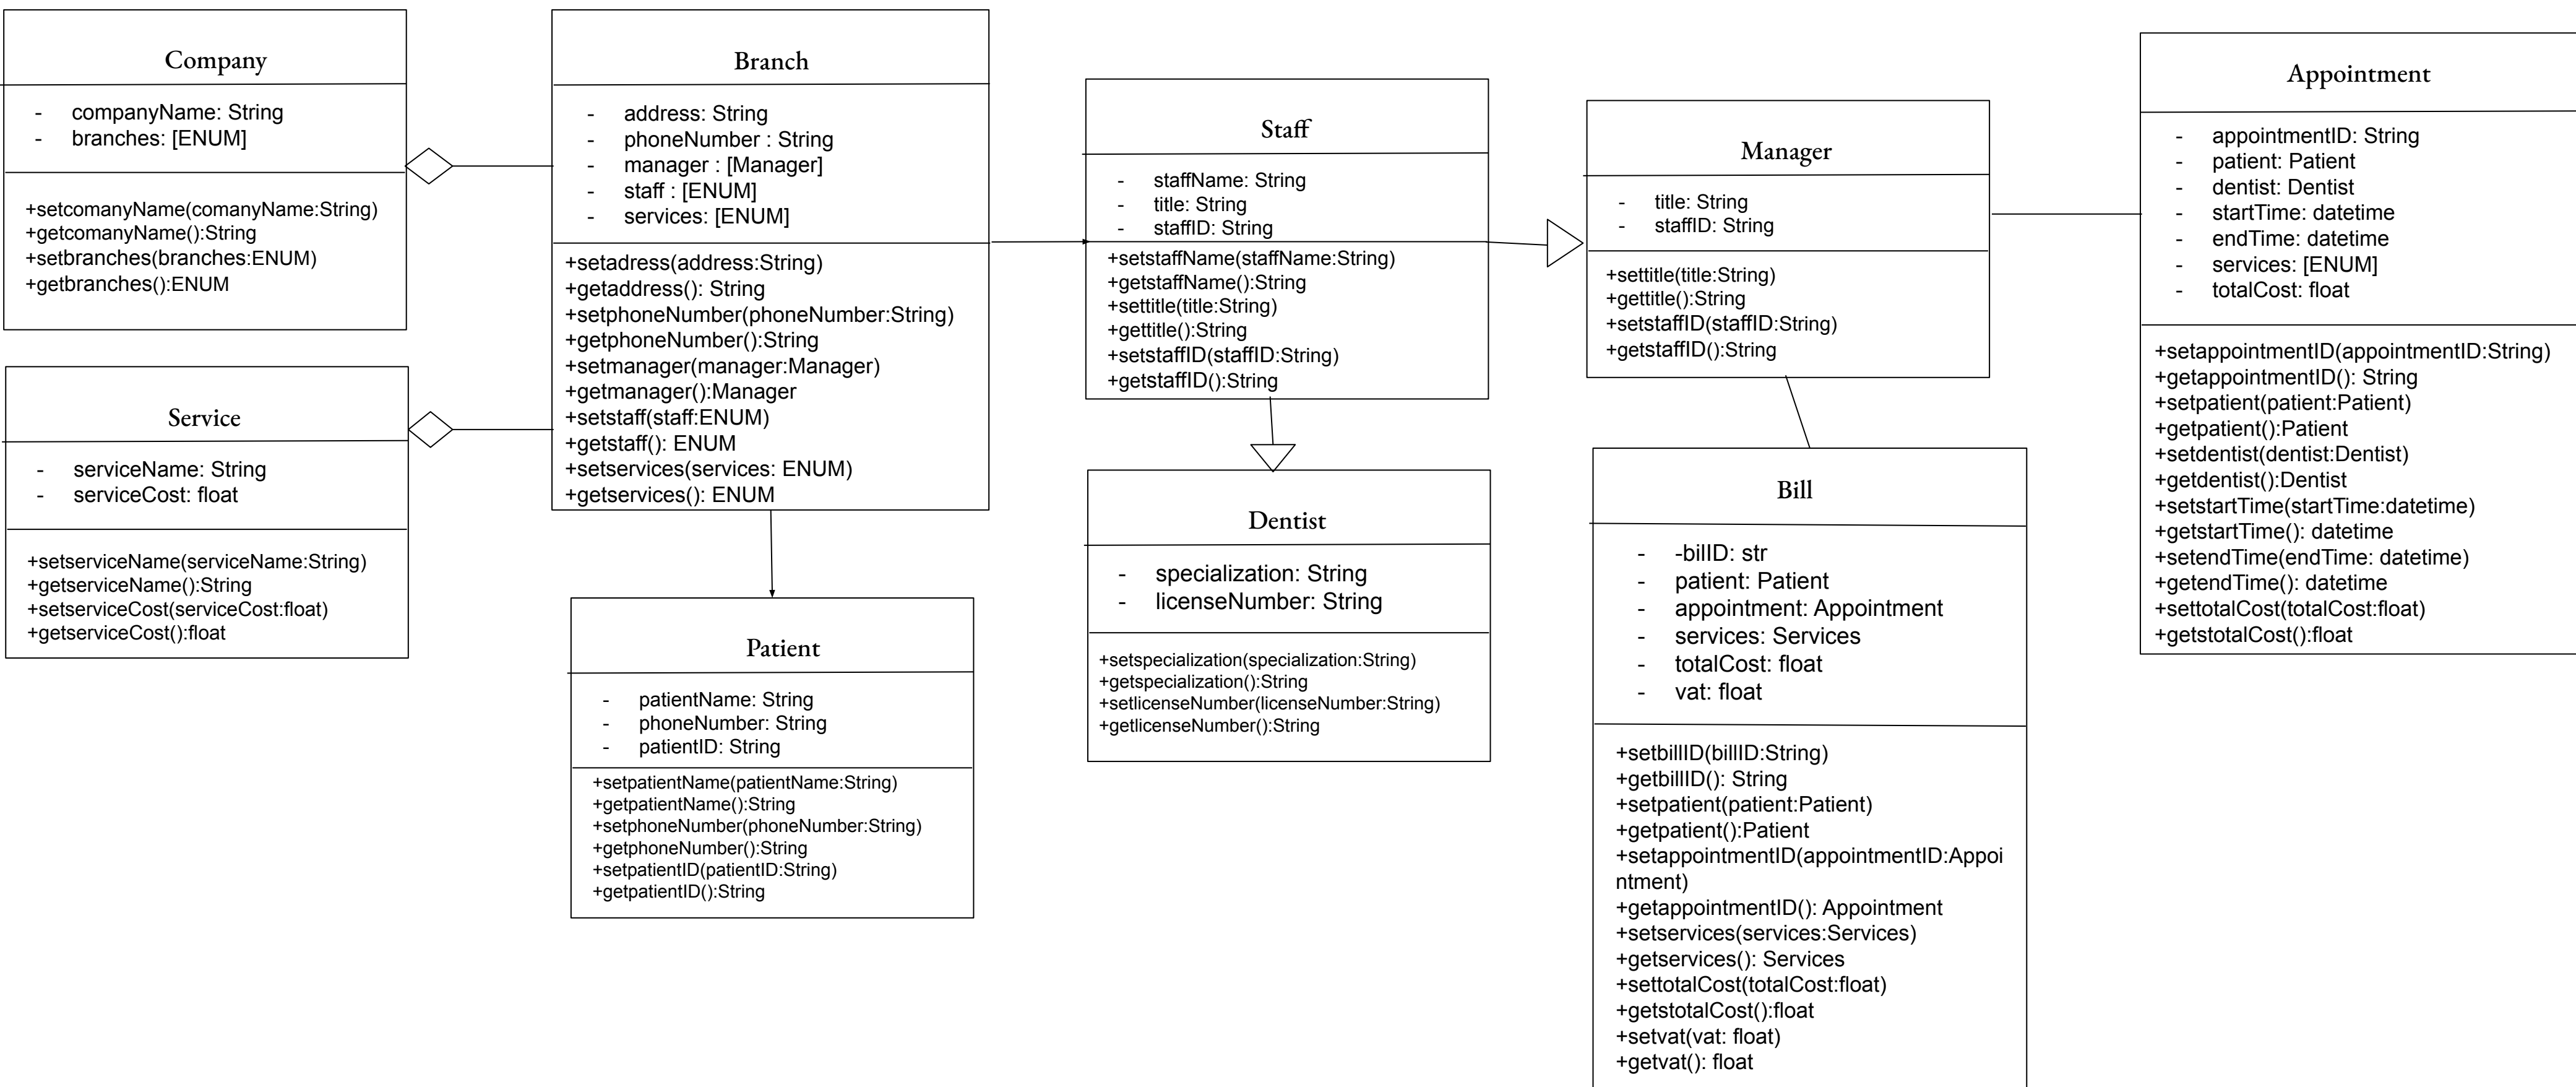 Company
- companyName: String
- branches: [ENUM]
+setcomanyName(comanyName:String)
+getcomanyName():String
+setbranches(branches:ENUM)
+getbranches():ENUM
Service
- serviceName: String
- serviceCost: float
+setserviceName(serviceName:String)
+getserviceName():String
+setserviceCost(serviceCost:float)
+getserviceCost():float
Branch
- address: String
- phoneNumber : String
- manager : [Manager]
- staff : [ENUM]
- services: [ENUM]
+setadress(address:String)
+getaddress(): String
+setphoneNumber(phoneNumber:String)
+getphoneNumber():String
+setmanager(manager:Manager)
+getmanager():Manager
+setstaff(staff:ENUM)
+getstaff(): ENUM
+setservices(services: ENUM)
+getservices(): ENUM
Patient
- patientName: String
- phoneNumber: String
- patientID: String
+setpatientName(patientName:String)
+getpatientName():String
+setphoneNumber(phoneNumber:String)
+getphoneNumber():String
+setpatientID(patientID:String)
+getpatientID():String
Staff
- staffName: String
- title: String
- staffID: String
+setstaffName(staffName:String)
+getstaffName():String
+settitle(title:String)
+gettitle():String
+setstaffID(staffID:String)
+getstaffID():String
Dentist
- specialization: String
- licenseNumber: String
+setspecialization(specialization:String)
+getspecialization():String
+setlicenseNumber(licenseNumber:String)
+getlicenseNumber():String
Manager
- title: String
- staffID: String
+settitle(title:String)
+gettitle():String
+setstaffID(staffID:String)
+getstaffID():String
Bill
- -bilID: str
- patient: Patient
- appointment: Appointment
- services: Services
- totalCost: float
- vat: float
+setbillID(billID:String)
+getbillID(): String
+setpatient(patient:Patient)
+getpatient():Patient
+setappointmentID(appointmentID:Appoi
ntment)
+getappointmentID(): Appointment
+setservices(services:Services)
+getservices(): Services
+settotalCost(totalCost:float)
+getstotalCost():float
+setvat(vat: float)
+getvat(): float
Appointment
- appointmentID: String
- patient: Patient
- dentist: Dentist
- startTime: datetime
- endTime: datetime
- services: [ENUM]
- totalCost: float
+setappointmentID(appointmentID:String)
+getappointmentID(): String
+setpatient(patient:Patient)
+getpatient():Patient
+setdentist(dentist:Dentist)
+getdentist():Dentist
+setstartTime(startTime:datetime)
+getstartTime(): datetime
+setendTime(endTime: datetime)
+getendTime(): datetime
+settotalCost(totalCost:float)
+getstotalCost():float